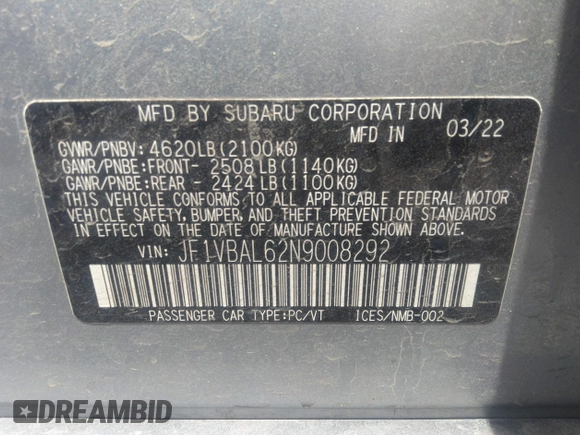 MFD BY SUBARU CORPORATION
MFD IN 03/22
GVWR/PNBV: 4620LB(2100KG)
GAWR/PNBE:FRONT- 2508LB(1140KG)
GAWR/PNBE:REAR - 2424LB(1100KG)
THIS VEHICLE CONFORMS TO ALL APPLICABLE FEDERAL MOTOR
VEHICLE SAFETY, BUMPER, AND THEFT PREVENTION STANDARDS
IN EFFECT ON THE DATE OF MANUFACTURE SHOWN ABOVE.
VIN: JF1VBAL62N9008292
PASSENGER CAR TYPE:PC/VT ICES/NMB-002
DREAMBID